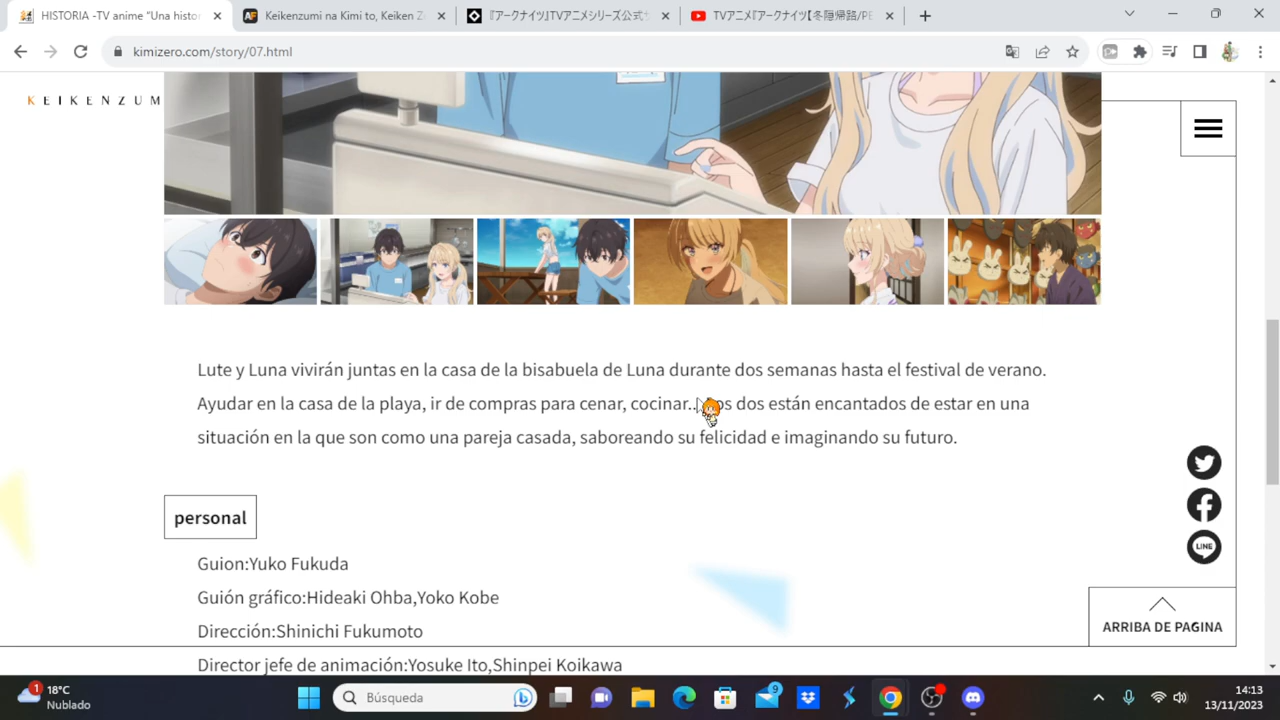 HISTORIA -TV anime "Una histor
Keikenzumi na Kimi to, Keiken Z
『アークナイツ』TVアニメシリーズ公式サ
TVアニメ『アークナイツ【冬隠帰路/PE
kimizero.com/story/07.html
KEIKENZUM
Lute y Luna vivirán juntas en la casa de la bisabuela de Luna durante dos semanas hasta el festival de verano.
Ayudar en la casa de la playa, ir de compras para cenar, cocinar... Los dos están encantados de estar en una
situación en la que son como una pareja casada, saboreando su felicidad e imaginando su futuro.
personal
Guion:Yuko Fukuda
Guión gráfico:Hideaki Ohba,Yoko Kobe
Dirección:Shinichi Fukumoto
Director jefe de animación:Yosuke Ito,Shinpei Koikawa
LINE
ARRIBA DE PAGINA
1
18°C
Nublado
Búsqueda
9
14:13
13/11/2023